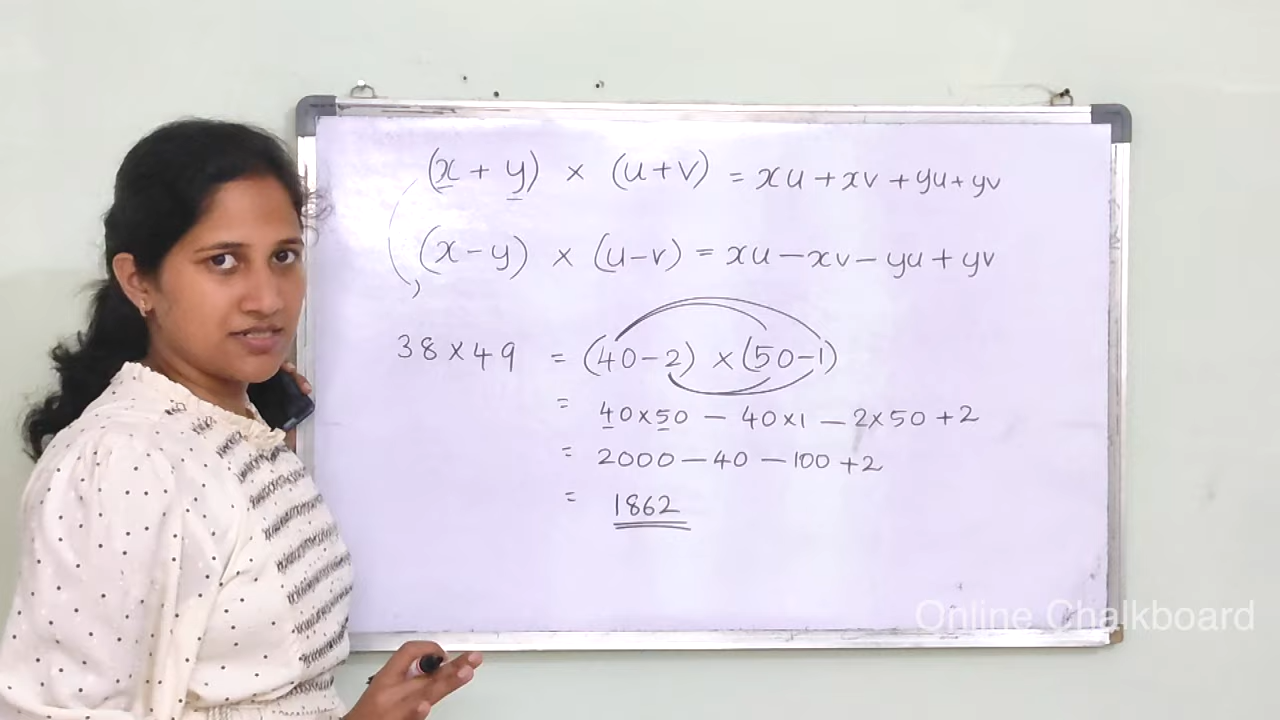 (x + y) × (u+v) = xu + xv + yu + yv
(x - y) × (u-v) = xu - xv - yu + yv
38 × 49 = (40-2) × (50-1)
= 40×50 - 40×1 - 2×50 + 2
= 2000 - 40 - 100 + 2
= 1862
Online Chalkboard